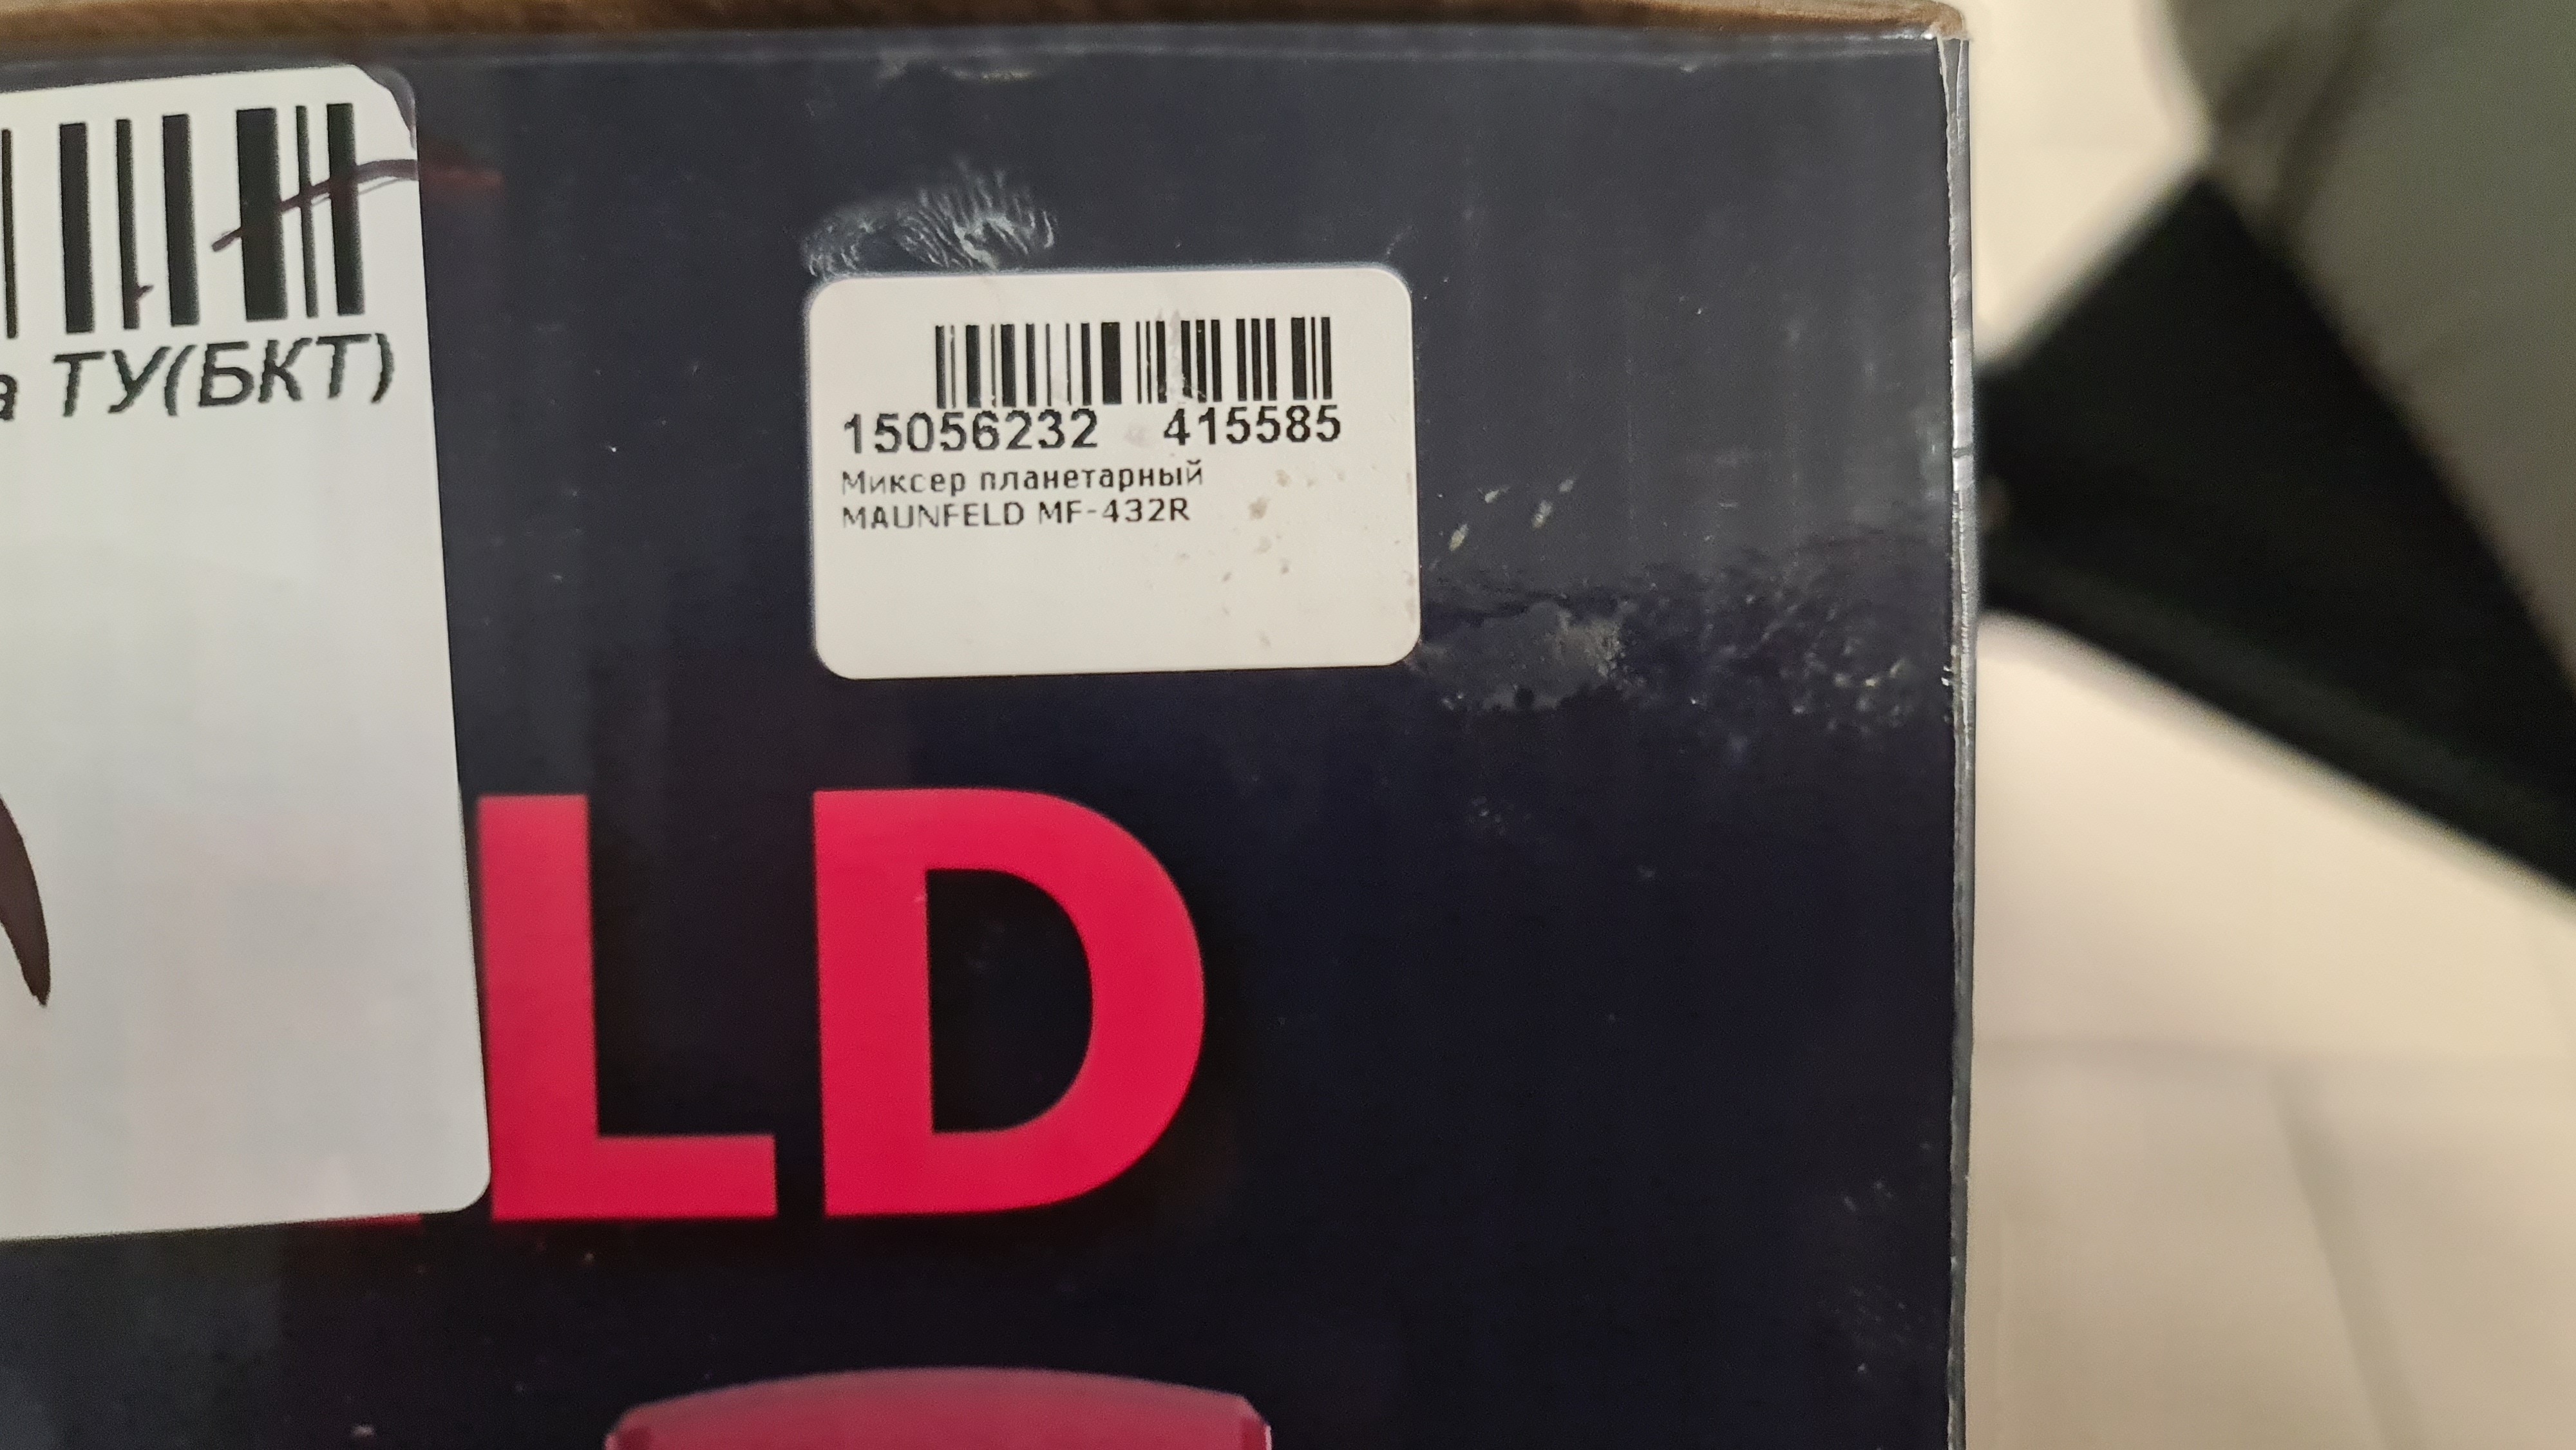 а ТУ(БКТ)
15056232 415585
Миксер планетарный
MAUNFELD MF-432R
LD